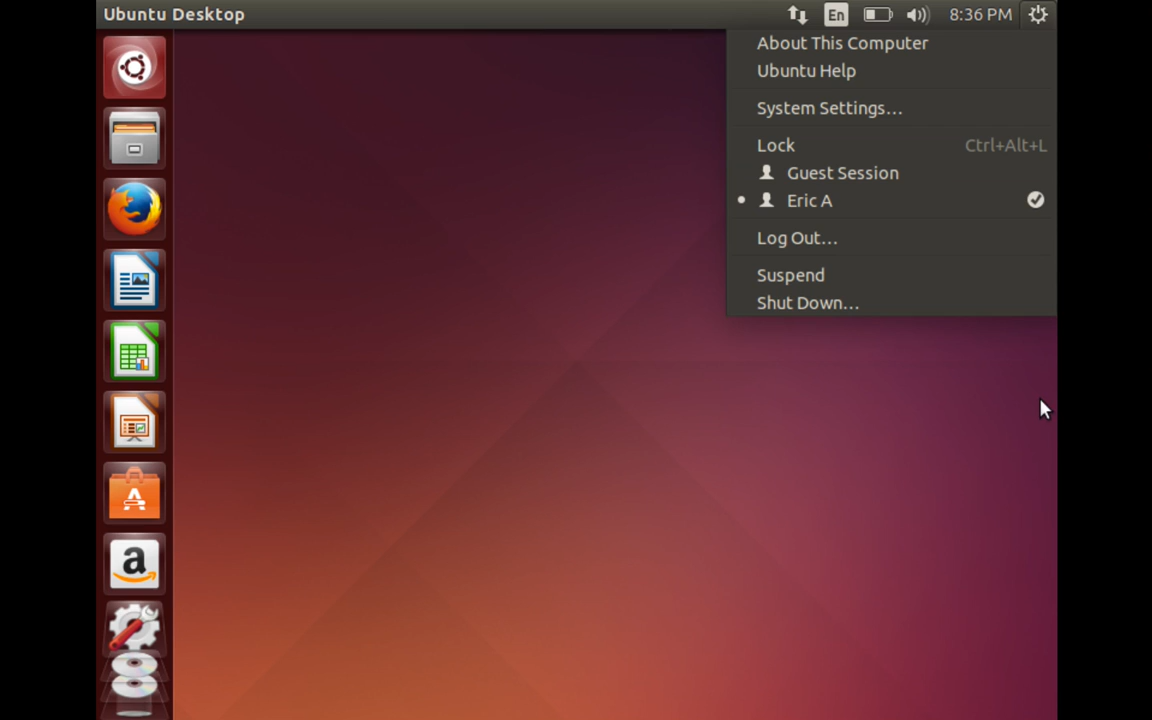 Ubuntu Desktop
En
8:36 PM
About This Computer
Ubuntu Help
System Settings…
Lock Ctrl+Alt+L
Guest Session
Eric A
Log Out…
Suspend
Shut Down…
A
a